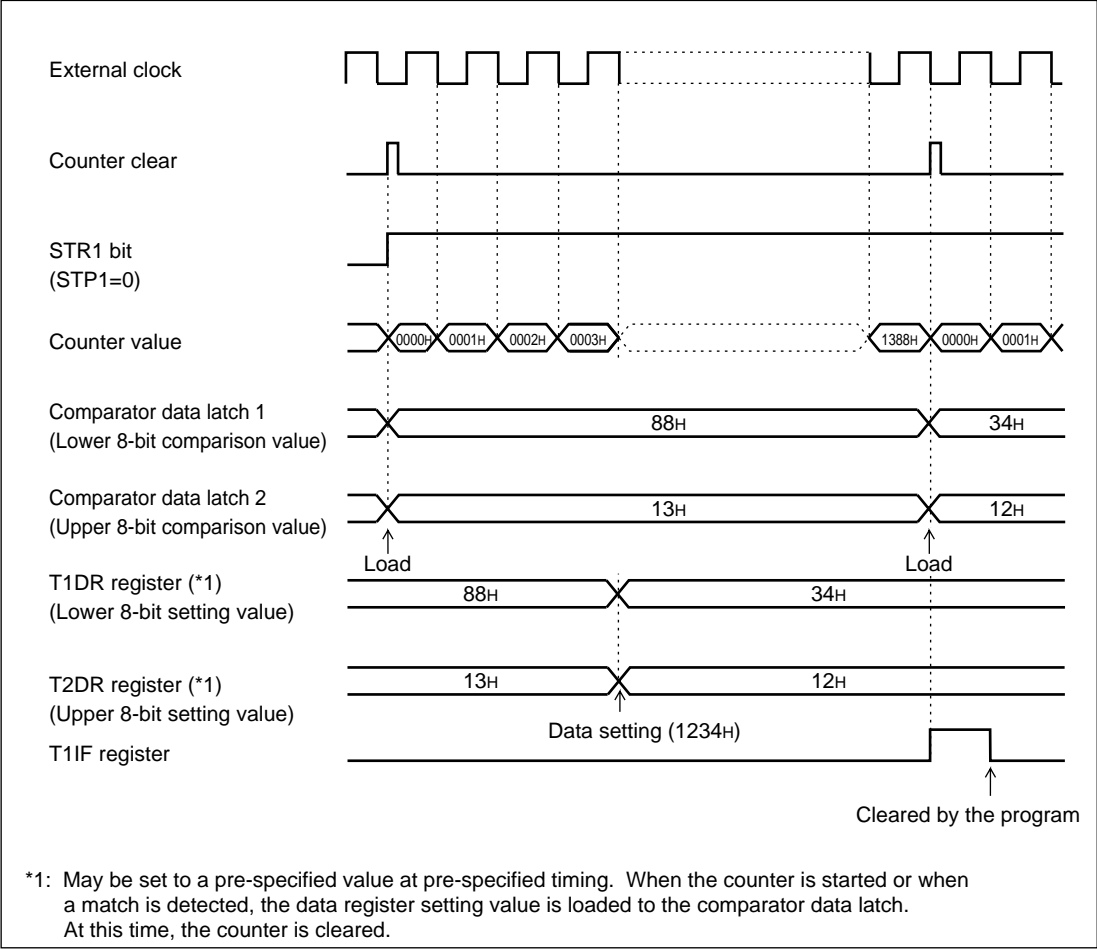 External clock
Counter clear
STR1 bit
(STP1=0)
Counter value
0000H 0001H 0002H 0003H 1388H 0000H 0001H
Comparator data latch 1
(Lower 8-bit comparison value)
88H 34H
Comparator data latch 2
(Upper 8-bit comparison value)
13H 12H
Load Load
T1DR register (*1)
(Lower 8-bit setting value)
88H 34H
T2DR register (*1)
(Upper 8-bit setting value)
13H 12H
Data setting (1234H)
T1IF register
Cleared by the program
*1: May be set to a pre-specified value at pre-specified timing. When the counter is started or when
a match is detected, the data register setting value is loaded to the comparator data latch.
At this time, the counter is cleared.